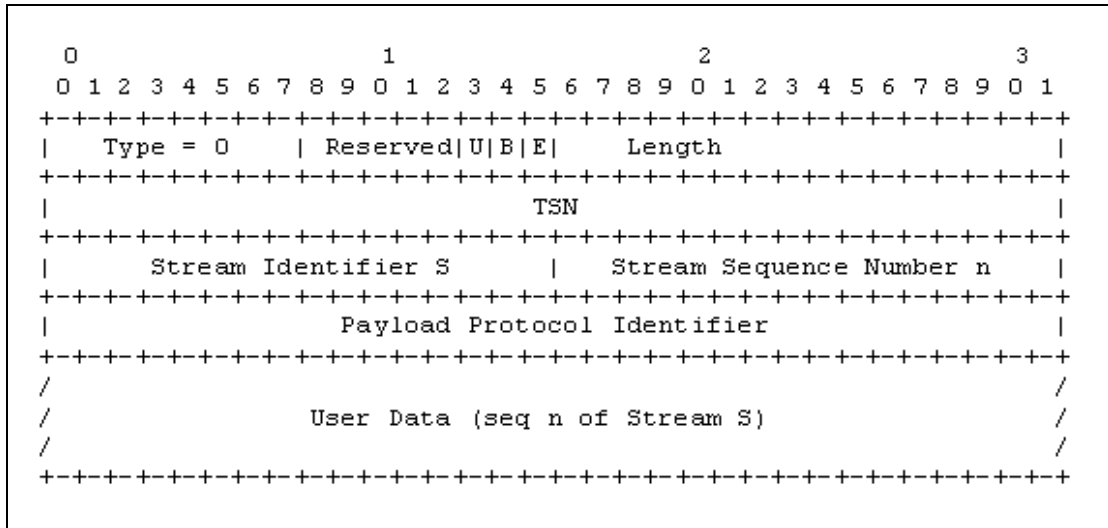 0                   1                   2                   3
 0 1 2 3 4 5 6 7 8 9 0 1 2 3 4 5 6 7 8 9 0 1 2 3 4 5 6 7 8 9 0 1
+-+-+-+-+-+-+-+-+-+-+-+-+-+-+-+-+-+-+-+-+-+-+-+-+-+-+-+-+-+-+-+-+
|   Type = 0    | Reserved|U|B|E|    Length                     |
+-+-+-+-+-+-+-+-+-+-+-+-+-+-+-+-+-+-+-+-+-+-+-+-+-+-+-+-+-+-+-+-+
|                              TSN                              |
+-+-+-+-+-+-+-+-+-+-+-+-+-+-+-+-+-+-+-+-+-+-+-+-+-+-+-+-+-+-+-+-+
|      Stream Identifier S      |   Stream Sequence Number n    |
+-+-+-+-+-+-+-+-+-+-+-+-+-+-+-+-+-+-+-+-+-+-+-+-+-+-+-+-+-+-+-+-+
|                  Payload Protocol Identifier                  |
+-+-+-+-+-+-+-+-+-+-+-+-+-+-+-+-+-+-+-+-+-+-+-+-+-+-+-+-+-+-+-+-+
/                                                               /
/                User Data (seq n of Stream S)                  /
/                                                               /
+-+-+-+-+-+-+-+-+-+-+-+-+-+-+-+-+-+-+-+-+-+-+-+-+-+-+-+-+-+-+-+-+